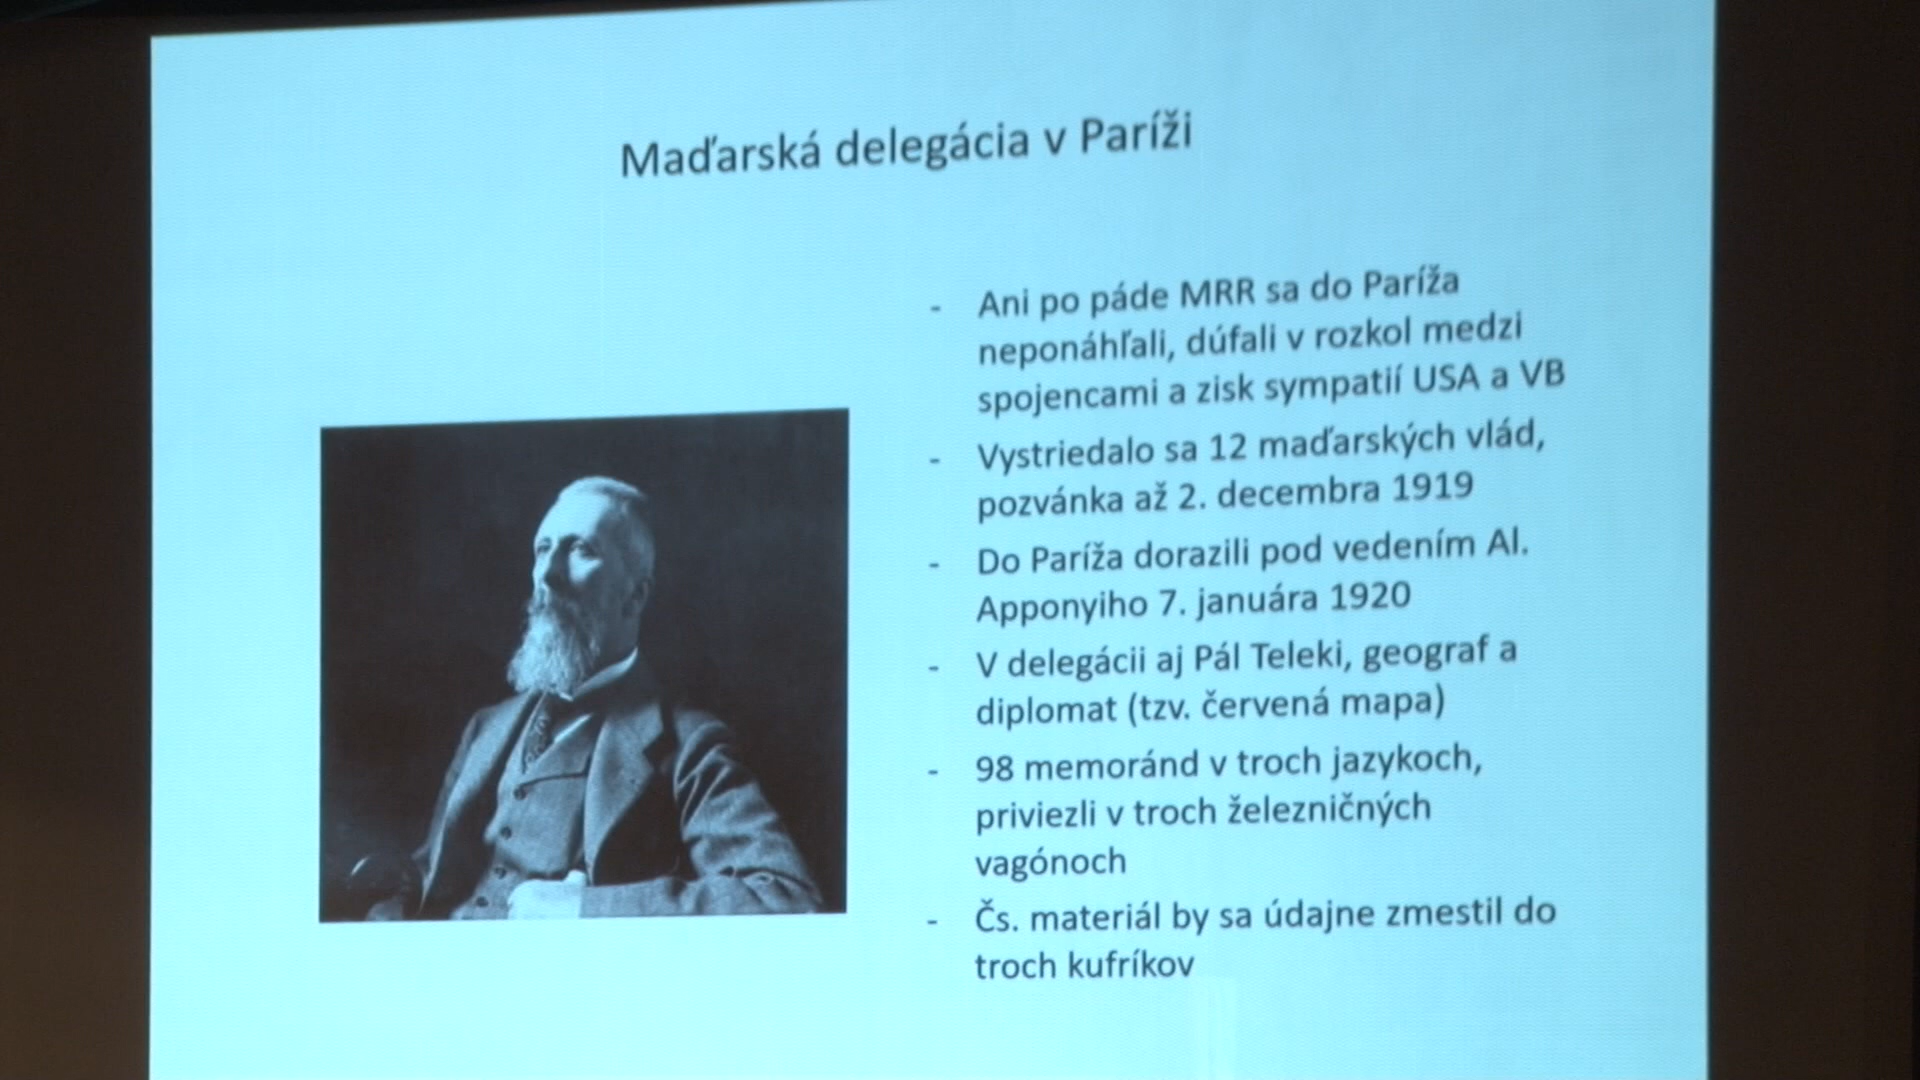 Maďarská delegácia v Paríži
- Ani po páde MRR sa do Paríža
neponáhľali, dúfali v rozkol medzi
spojencami a zisk sympatií USA a VB
- Vystriedalo sa 12 maďarských vlád,
pozvánka až 2. decembra 1919
- Do Paríža dorazili pod vedením Al.
Apponyiho 7. januára 1920
- V delegácii aj Pál Teleki, geograf a
diplomat (tzv. červená mapa)
- 98 memoránd v troch jazykoch,
priviezli v troch železničných
vagónoch
- Čs. materiál by sa údajne zmestil do
troch kufríkov